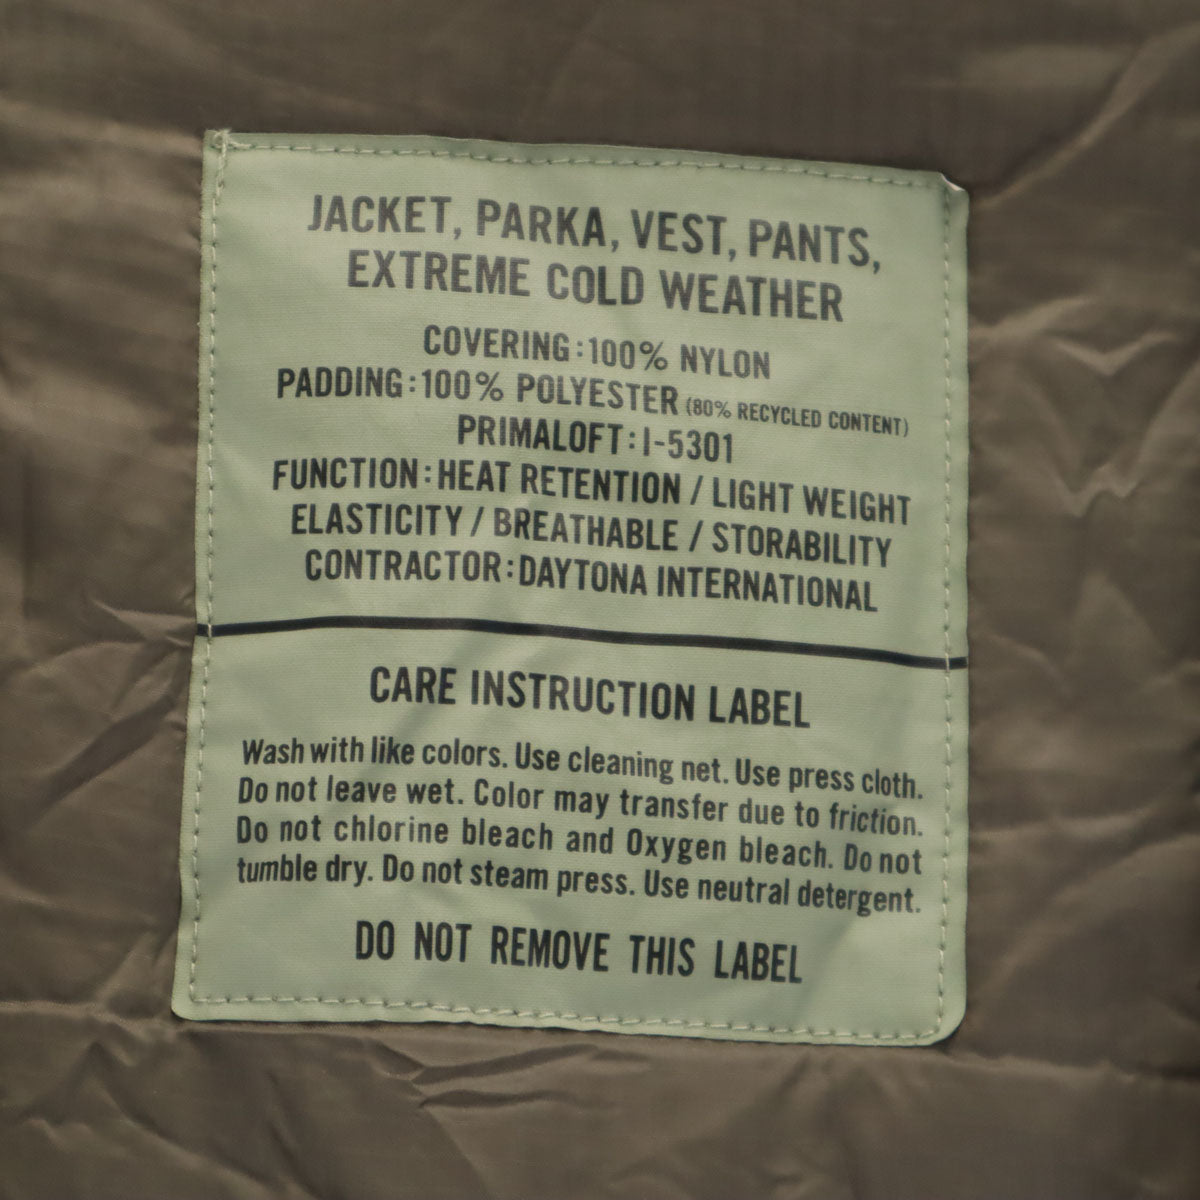 JACKET, PARKA, VEST, PANTS,
EXTREME COLD WEATHER
COVERING:100% NYLON
PADDING:100% POLYESTER (80% RECYCLED CONTENT)
PRIMALOFT:I-5301
FUNCTION:HEAT RETENTION / LIGHT WEIGHT
ELASTICITY / BREATHABLE / STORABILITY
CONTRACTOR:DAYTONA INTERNATIONAL
CARE INSTRUCTION LABEL
Wash with like colors. Use cleaning net. Use press cloth.
Do not leave wet. Color may transfer due to friction.
Do not chlorine bleach and Oxygen bleach. Do not
tumble dry. Do not steam press. Use neutral detergent.
DO NOT REMOVE THIS LABEL